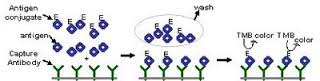 Antigen
conjugate
E E E E
antigen
Capture
Antibody
+
wash
E E E E
E E
TMB color
TMB
color
E E